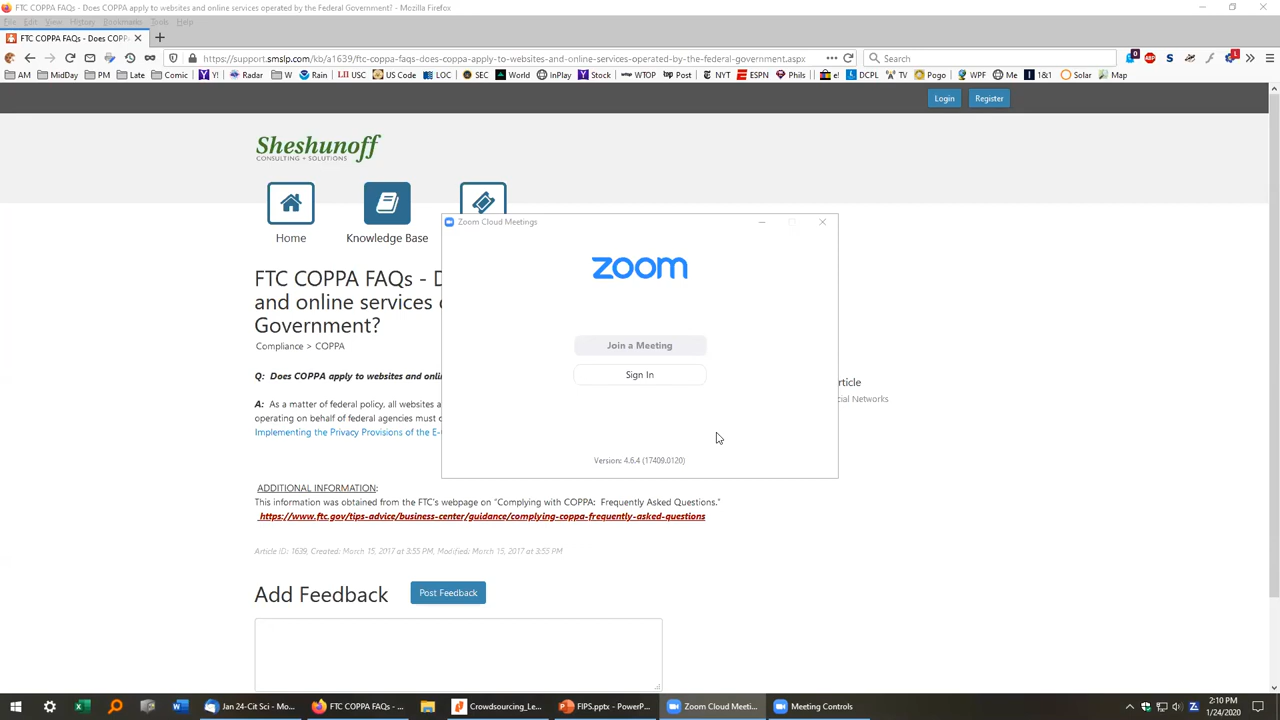 FTC COPPA FAQs - Does COPPA apply to websites and online services operated by the Federal Government? - Mozilla Firefox
File Edit View History Bookmarks Tools Help
FTC COPPA FAQs - Does COPP
https://support.smslp.com/kb/a1639/ftc-coppa-faqs-does-coppa-apply-to-websites-and-online-services-operated-by-the-federal-government.aspx
Search
AM MidDay PM Late Comic Y! Radar W Rain USC US Code LOC SEC World InPlay Stock WTOP Post NYT ESPN Phils e! DCPL TV Pogo WPF Me 1&1 Solar Map
Login Register
Sheshunoff
CONSULTING + SOLUTIONS
Home Knowledge Base
Zoom Cloud Meetings
zoom
Join a Meeting
Sign In
Version: 4.6.4 (17409.0120)
FTC COPPA FAQs - D
and online services
Government?
Compliance > COPPA
Q: Does COPPA apply to websites and onli
rticle
A: As a matter of federal policy, all websites a
cial Networks
operating on behalf of federal agencies must
Implementing the Privacy Provisions of the E-
ADDITIONAL INFORMATION:
This information was obtained from the FTC's webpage on "Complying with COPPA: Frequently Asked Questions."
https://www.ftc.gov/tips-advice/business-center/guidance/complying-coppa-frequently-asked-questions
Article ID: 1639, Created: March 15, 2017 at 3:55 PM, Modified: March 15, 2017 at 3:55 PM
Add Feedback Post Feedback
Jan 24-Cit Sci - Mo... FTC COPPA FAQs - ... Crowdsourcing_Le... FIPS.pptx - PowerP... Zoom Cloud Meeti... Meeting Controls
2:10 PM
1/24/2020